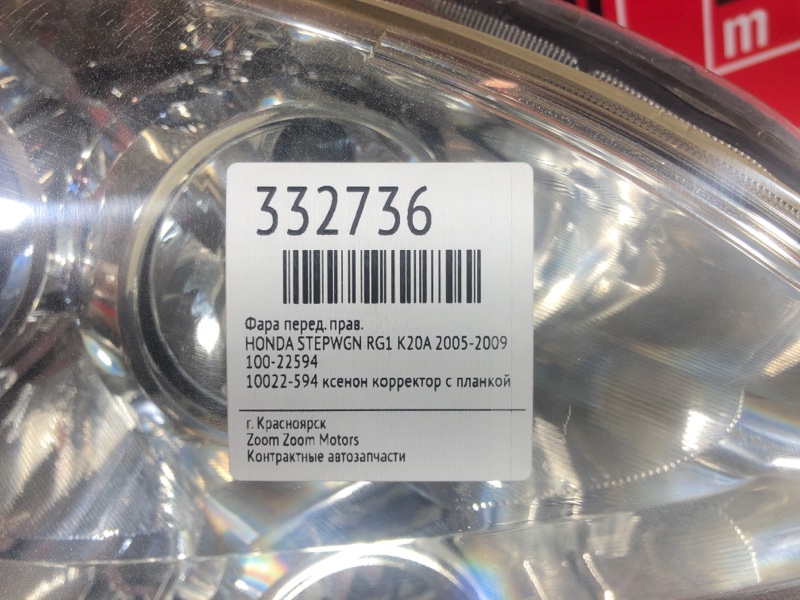 m
332736
Фара перед. прав.
HONDA STEPWGN RG1 K20A 2005-2009
100-22594
10022-594 ксенон корректор с планкой
г. Красноярск
Zoom Zoom Motors
Контрактные автозапчасти